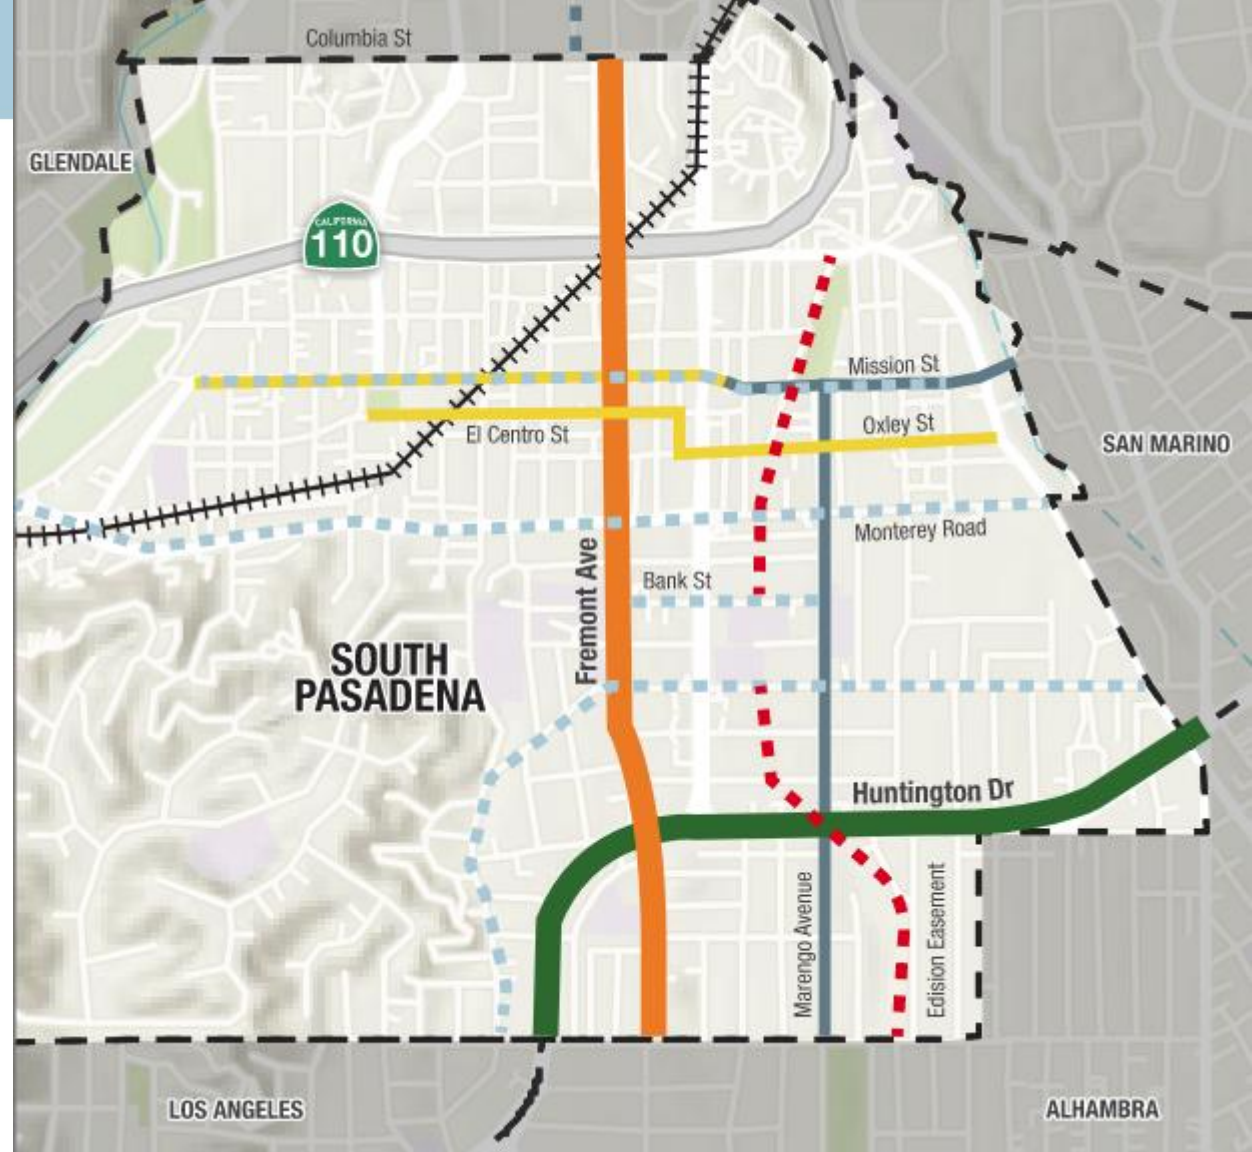 Columbia St
GLENDALE
CALIFORNIA
110
Mission St
Oxley St
El Centro St
SAN MARINO
Monterey Road
Fremont Ave
Bank St
SOUTH
PASADENA
Huntington Dr
Marengo Avenue
Edision Easement
LOS ANGELES
ALHAMBRA